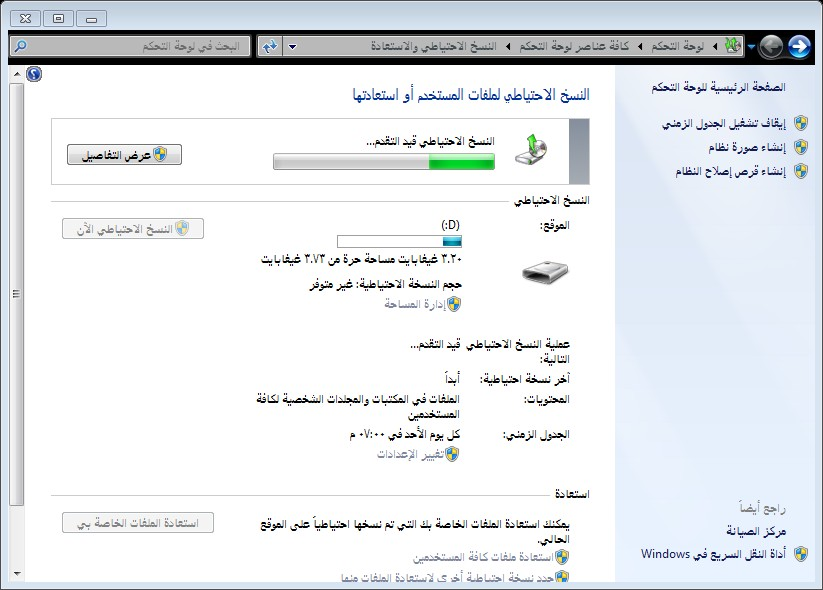 لوحة التحكم ◂ كافة عناصر لوحة التحكم ◂ النسخ الاحتياطي والاستعادة
البحث في لوحة التحكم
الصفحة الرئيسية للوحة التحكم
إيقاف تشغيل الجدول الزمني
إنشاء صورة نظام
إنشاء قرص إصلاح النظام
راجع أيضاً
مركز الصيانة
أداة النقل السريع في Windows
النسخ الاحتياطي لملفات المستخدم أو استعادتها
النسخ الاحتياطي قيد التقدم...
عرض التفاصيل
النسخ الاحتياطي
الموقع:
(D:)
النسخ الاحتياطي الآن
٣.٢٠ غيغابايت مساحة حرة من ٣.٧٣ غيغابايت
حجم النسخة الاحتياطية: غير متوفر
إدارة المساحة
عملية النسخ الاحتياطي التالية: قيد التقدم...
آخر نسخة احتياطية: أبداً
المحتويات: الملفات في المكتبات والمجلدات الشخصية لكافة
المستخدمين
الجدول الزمني: كل يوم الأحد في ٠٧:٠٠ م
تغيير الإعدادات
استعادة
يمكنك استعادة الملفات الخاصة بك التي تم نسخها احتياطياً على الموقع
الحالي.
استعادة الملفات الخاصة بي
استعادة ملفات كافة المستخدمين
حدد نسخة احتياطية أخرى لاستعادة الملفات منها